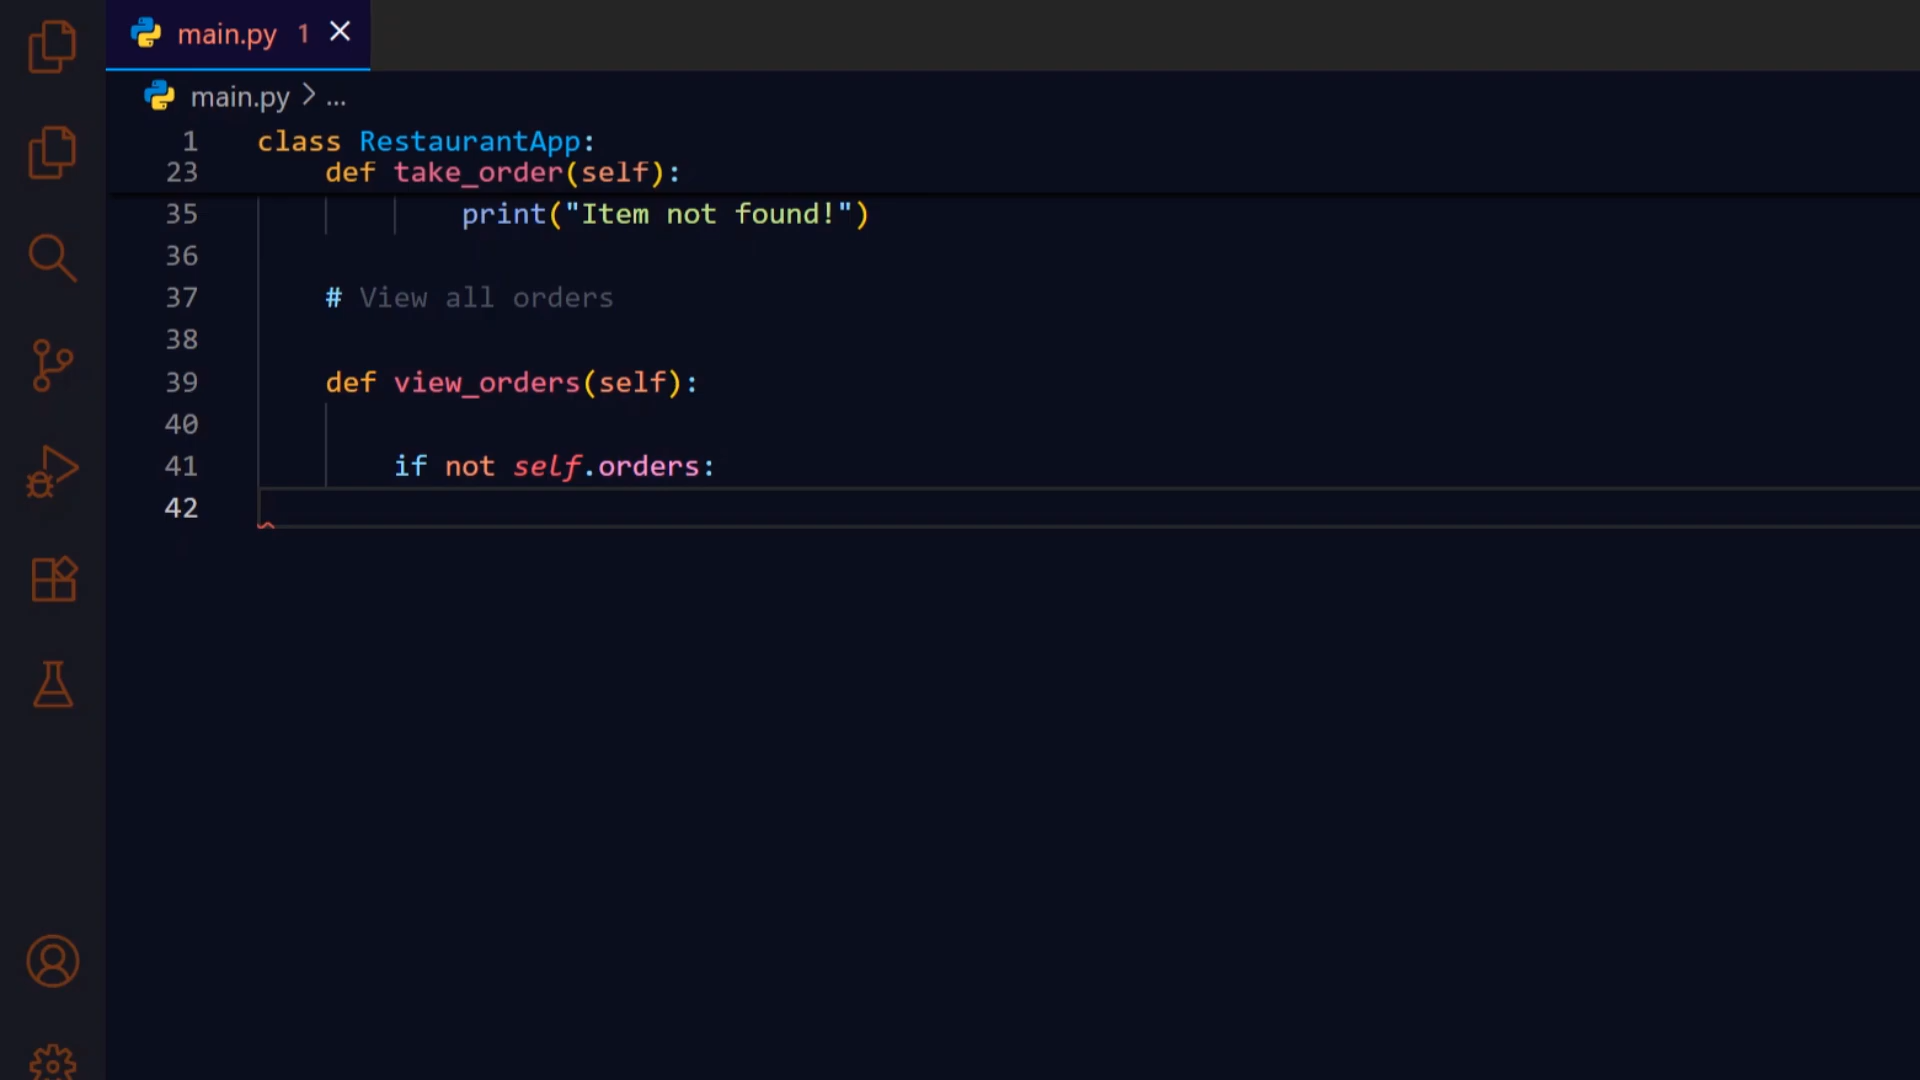 main.py 1
main.py > ...
1 class RestaurantApp:
23 def take_order(self):
35 print("Item not found!")
36
37 # View all orders
38
39 def view_orders(self):
40
41 if not self.orders:
42